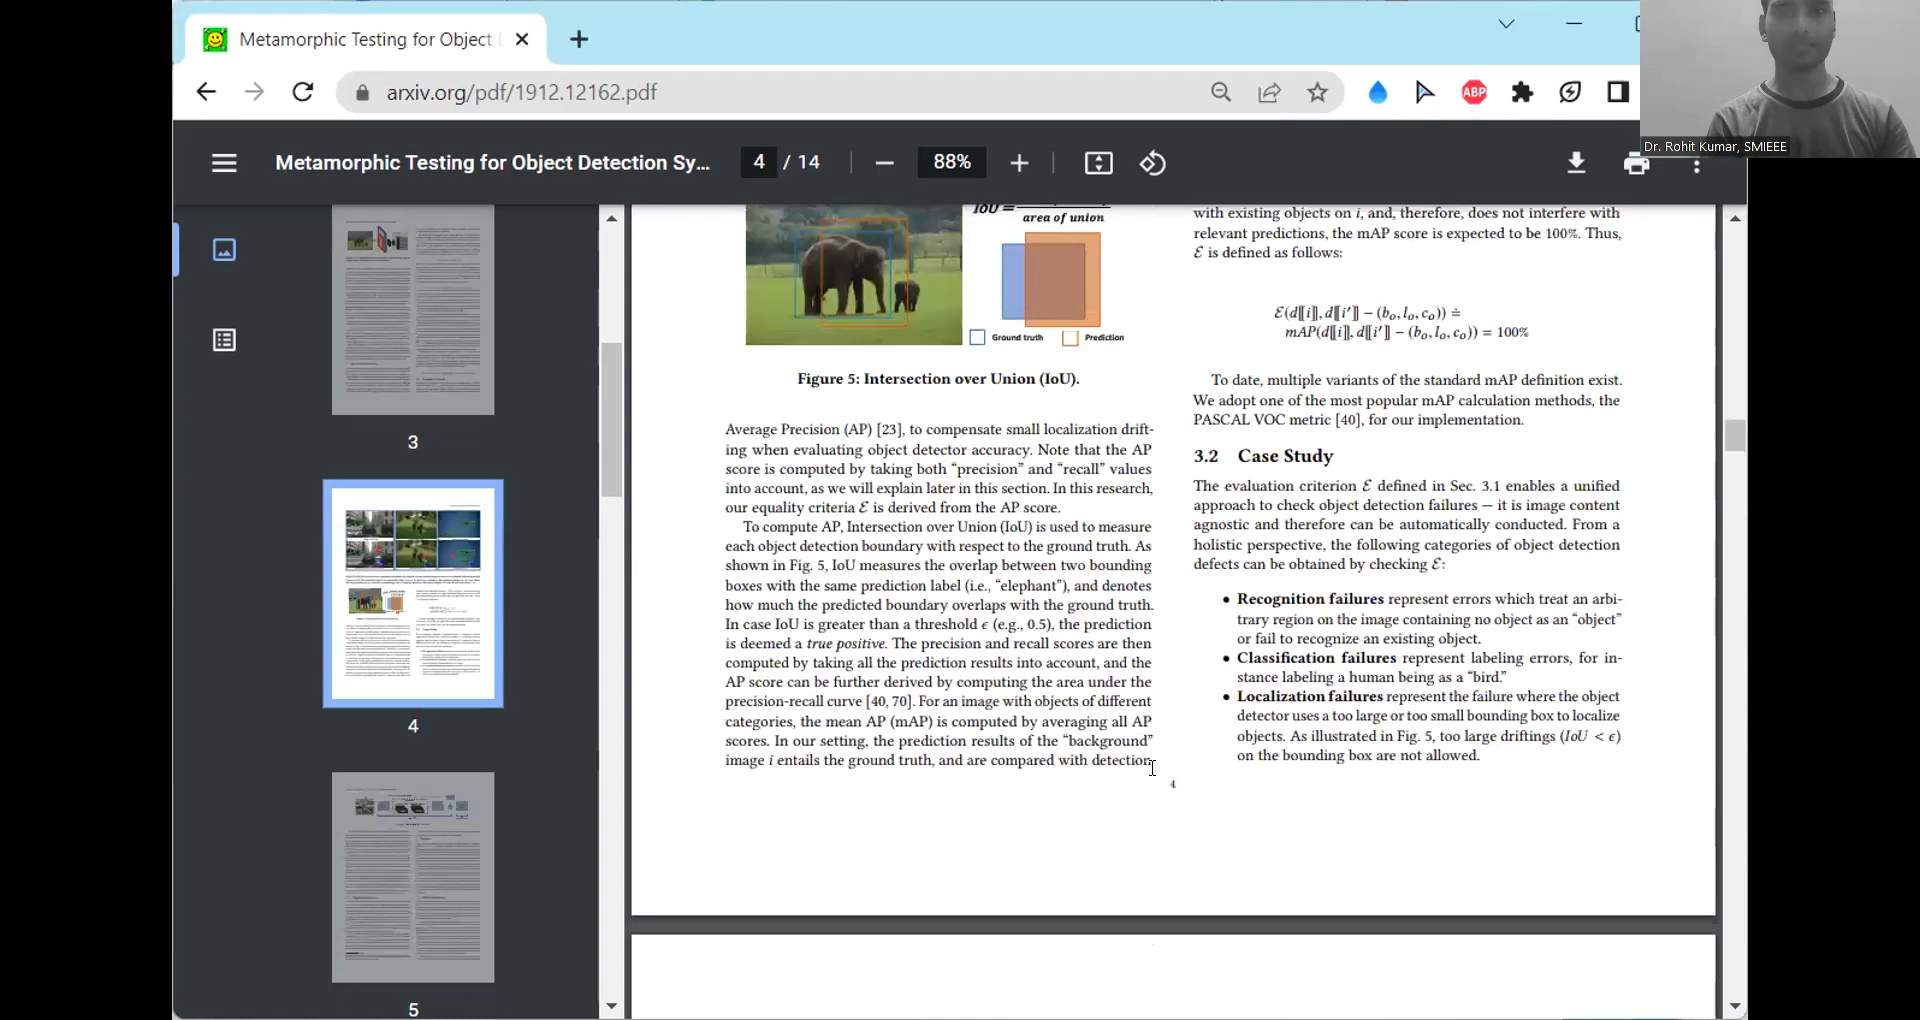 Metamorphic Testing for Object
arxiv.org/pdf/1912.12162.pdf
ABP
Dr. Rohit Kumar, SMIEEE
Metamorphic Testing for Object Detection Sy...
4 / 14
88%
3
4
5
IoU =
area of union
Ground truth
Prediction
Figure 5: Intersection over Union (IoU).
Average Precision (AP) [23], to compensate small localization drift-
ing when evaluating object detector accuracy. Note that the AP
score is computed by taking both “precision” and “recall” values
into account, as we will explain later in this section. In this research,
our equality criteria ℰ is derived from the AP score.
To compute AP, Intersection over Union (IoU) is used to measure
each object detection boundary with respect to the ground truth. As
shown in Fig. 5, IoU measures the overlap between two bounding
boxes with the same prediction label (i.e., “elephant”), and denotes
how much the predicted boundary overlaps with the ground truth.
In case IoU is greater than a threshold ϵ (e.g., 0.5), the prediction
is deemed a true positive. The precision and recall scores are then
computed by taking all the prediction results into account, and the
AP score can be further derived by computing the area under the
precision-recall curve [40, 70]. For an image with objects of different
categories, the mean AP (mAP) is computed by averaging all AP
scores. In our setting, the prediction results of the “background”
image i entails the ground truth, and are compared with detection
with existing objects on i, and, therefore, does not interfere with
relevant predictions, the mAP score is expected to be 100%. Thus,
ℰ is defined as follows:
ℰ(d⟦i⟧, d⟦i′⟧ − (bₒ, lₒ, cₒ)) ≐
mAP(d⟦i⟧, d⟦i′⟧ − (bₒ, lₒ, cₒ)) = 100%
To date, multiple variants of the standard mAP definition exist.
We adopt one of the most popular mAP calculation methods, the
PASCAL VOC metric [40], for our implementation.
3.2 Case Study
The evaluation criterion ℰ defined in Sec. 3.1 enables a unified
approach to check object detection failures — it is image content
agnostic and therefore can be automatically conducted. From a
holistic perspective, the following categories of object detection
defects can be obtained by checking ℰ:
• Recognition failures represent errors which treat an arbi-
trary region on the image containing no object as an “object”
or fail to recognize an existing object.
• Classification failures represent labeling errors, for in-
stance labeling a human being as a “bird.”
• Localization failures represent the failure where the object
detector uses a too large or too small bounding box to localize
objects. As illustrated in Fig. 5, too large driftings (IoU < ϵ)
on the bounding box are not allowed.
4